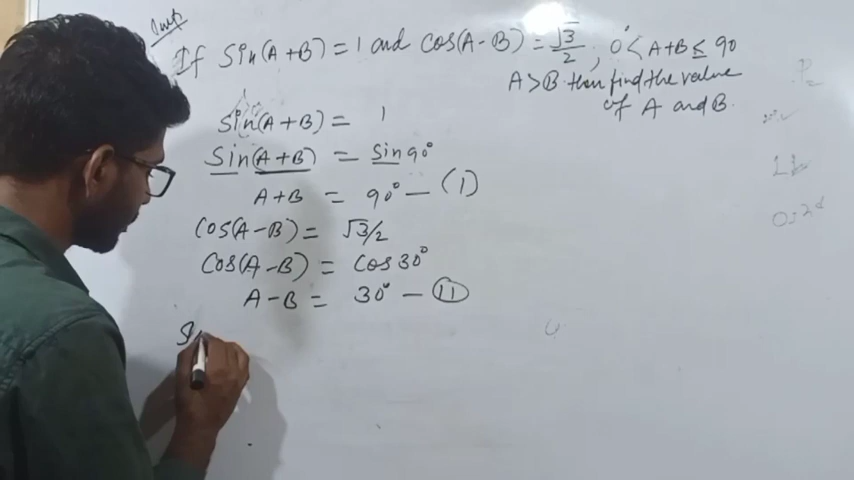 Imp
If Sin(A+B) = 1 and cos(A-B) = √3/2 , 0° < A+B ≤ 90
A>B then find the value
of A and B.
Sin(A+B) = 1
Sin(A+B) = Sin 90°
A+B = 90° — (1)
Cos(A-B) = √3/2
Cos(A-B) = Cos 30°
A-B = 30° — (11)